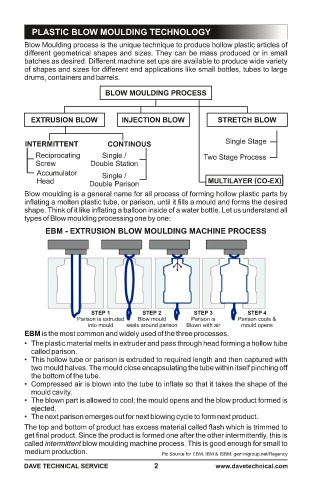 PLASTIC BLOW MOULDING TECHNOLOGY
Blow Moulding process is the unique technique to produce hollow plastic articles of
different geometrical shapes and sizes. They can be mass produced or in small
batches as desired. Different machine set ups are available to produce wide variety
of shapes and sizes for different end applications like small bottles, tubes to large
drums, containers and barrels.
BLOW MOULDING PROCESS
EXTRUSION BLOW INJECTION BLOW STRETCH BLOW
INTERMITTENT CONTINOUS
Reciprocating
Screw
Accumulator
Head
Single /
Double Station
Single /
Double Parison
Single Stage
Two Stage Process
MULTILAYER (CO-EX)
Blow moulding is a general name for all process of forming hollow plastic parts by
inflating a molten plastic tube, or parison, until it fills a mould and forms the desired
shape. Think of it like inflating a balloon inside of a water bottle. Let us understand all
types of Blow moulding processing one by one:
EBM - EXTRUSION BLOW MOULDING MACHINE PROCESS
STEP 1
Parison is extruded
into mould
STEP 2
Blow mould
seals around parison
STEP 3
Parison is
Blown with air
STEP 4
Parison cools &
mould opens
EBM is the most common and widely used of the three processes.
• The plastic material melts in extruder and pass through head forming a hollow tube
called parison.
• This hollow tube or parison is extruded to required length and then captured with
two mould halves. The mould close encapsulating the tube within itself pinching off
the bottom of the tube.
• Compressed air is blown into the tube to inflate so that it takes the shape of the
mould cavity.
• The blown part is allowed to cool; the mould opens and the blow product formed is
ejected.
• The next parison emerges out for next blowing cycle to form next product.
The top and bottom of product has excess material called flash which is trimmed to
get final product. Since the product is formed one after the other intermittently, this is
called intermittent blow moulding machine process. This is good enough for small to
medium production.
Pic Source for EBM, IBM & ISBM:
DAVE TECHNICAL SERVICE 2 www.davetechnical.com